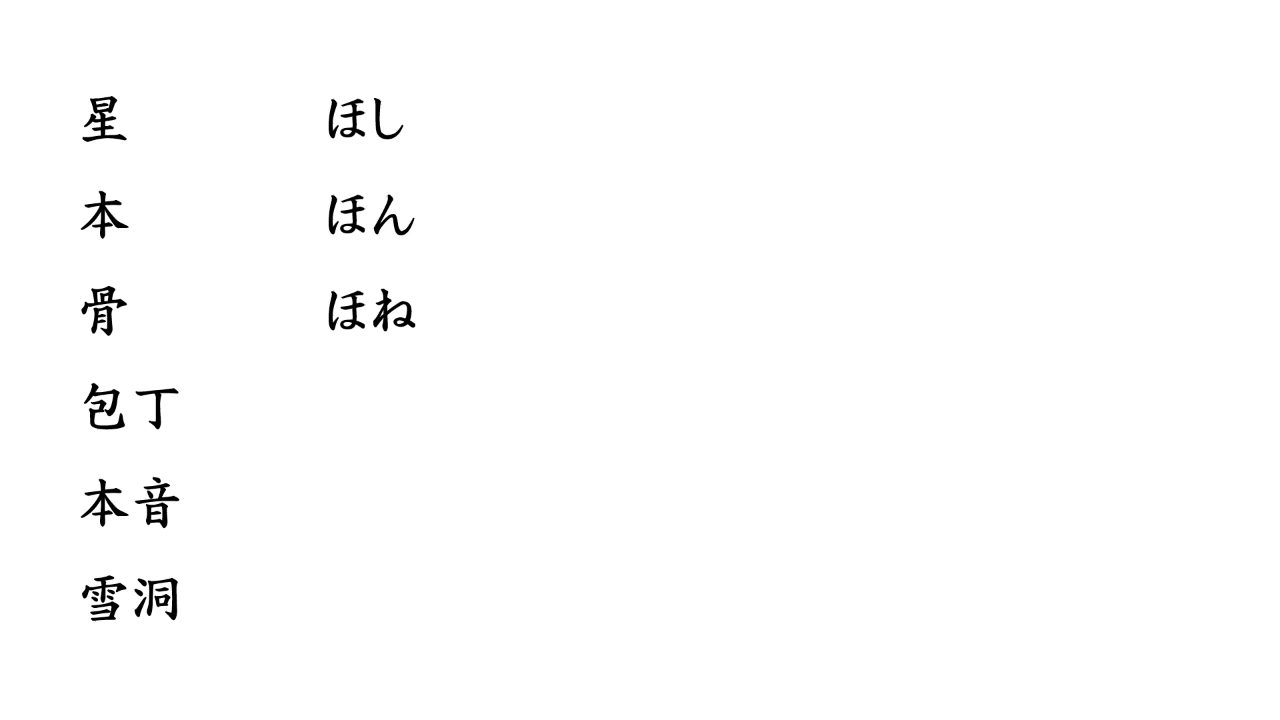 星 ほし
本 ほん
骨 ほね
包丁
本音
雪洞